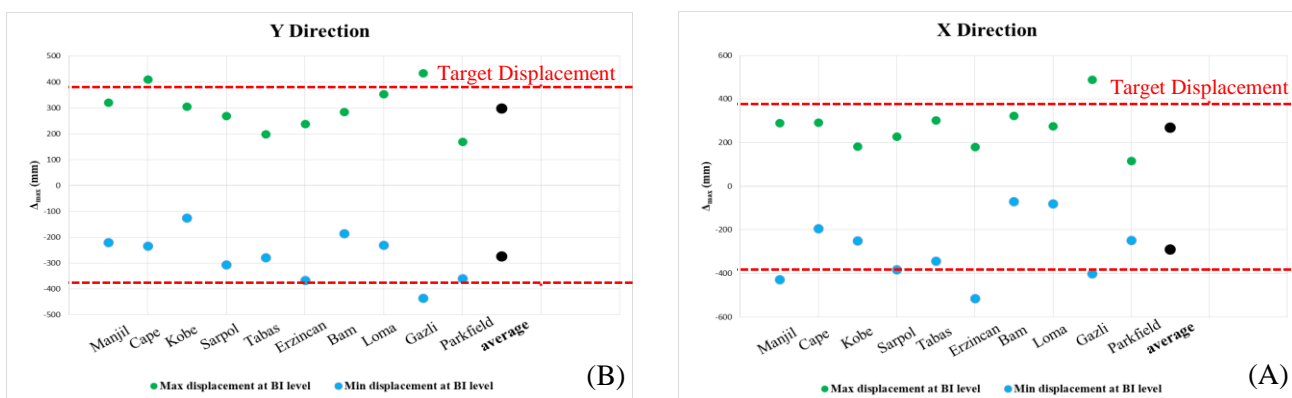 Y Direction
500
400
300
200
100
0
-100
-200
-300
-400
-500
Δmax (mm)
Target Displacement
Manjil
Cape
Kobe
Sarpol
Tabas
Erzincan
Bam
Loma
Gazli
Parkfield
average
Max displacement at BI level
Min displacement at BI level
(B)
X Direction
600
400
200
0
-200
-400
-600
Δmax (mm)
Target Displacement
Manjil
Cape
Kobe
Sarpol
Tabas
Erzincan
Bam
Loma
Gazli
Parkfield
average
Max displacement at BI level
Min displacement at BI level
(A)